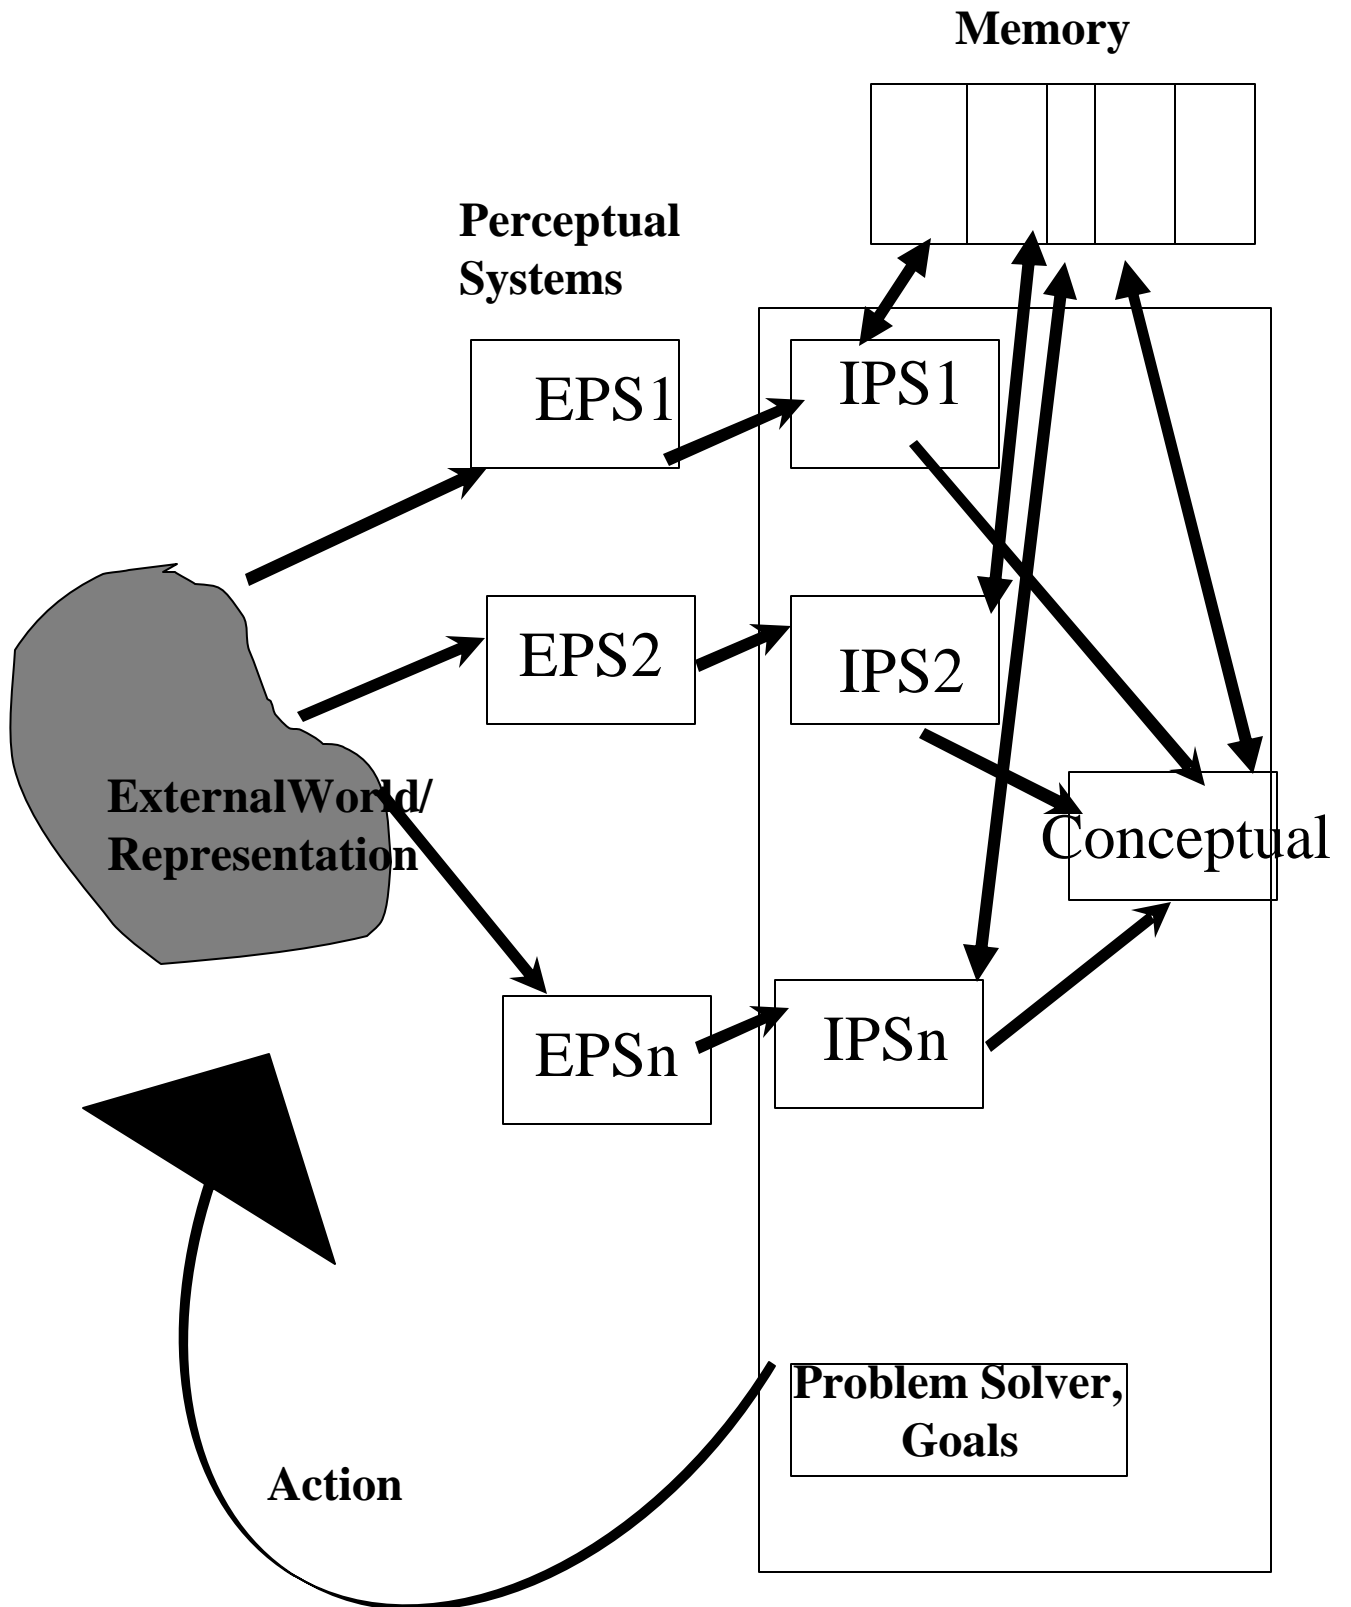 Memory
Perceptual
Systems
EPS1
IPS1
EPS2
IPS2
ExternalWorld/
Representation
Conceptual
EPSn
IPSn
Problem Solver,
Goals
Action